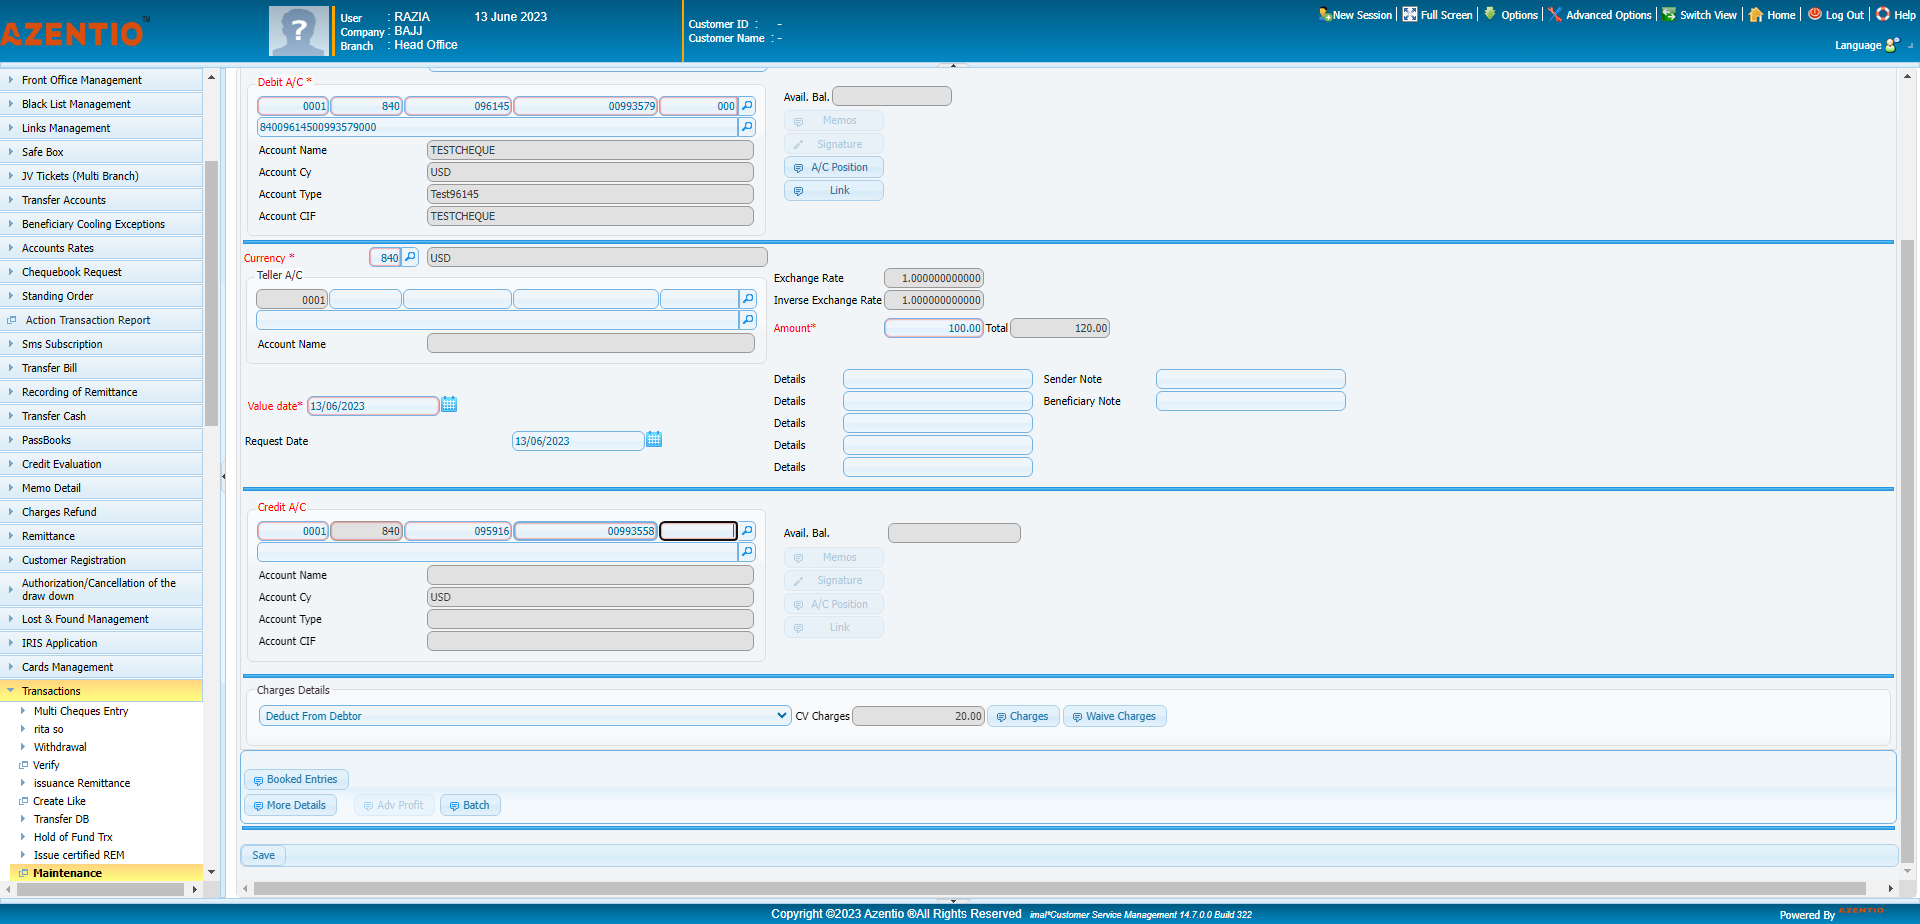 AZENTIO™
User : RAZIA 13 June 2023
Company : BAJJ
Branch : Head Office
Customer ID : -
Customer Name : -
New Session Full Screen Options Advanced Options Switch View Home Log Out Help
Language
Front Office Management
Black List Management
Links Management
Safe Box
JV Tickets (Multi Branch)
Transfer Accounts
Beneficiary Cooling Exceptions
Accounts Rates
Chequebook Request
Standing Order
Action Transaction Report
Sms Subscription
Transfer Bill
Recording of Remittance
Transfer Cash
PassBooks
Credit Evaluation
Memo Detail
Charges Refund
Remittance
Customer Registration
Authorization/Cancellation of the
draw down
Lost & Found Management
IRIS Application
Cards Management
Transactions
Multi Cheques Entry
rita so
Withdrawal
Verify
issuance Remittance
Create Like
Transfer DB
Hold of Fund Trx
Issue certified REM
Maintenance
Debit A/C *
0001 840 096145 00993579 000
84009614500993579000
Account Name TESTCHEQUE
Account Cy USD
Account Type Test96145
Account CIF TESTCHEQUE
Avail. Bal.
Memos
Signature
A/C Position
Link
Currency * 840 USD
Teller A/C
0001
Account Name
Exchange Rate 1.000000000000
Inverse Exchange Rate 1.000000000000
Amount* 100.00 Total 120.00
Value date* 13/06/2023
Request Date 13/06/2023
Details Sender Note
Details Beneficiary Note
Details
Details
Details
Credit A/C
0001 840 095916 00993558
Account Name
Account Cy USD
Account Type
Account CIF
Avail. Bal.
Memos
Signature
A/C Position
Link
Charges Details
Deduct From Debtor CV Charges 20.00 Charges Waive Charges
Booked Entries
More Details Adv Profit Batch
Save
Copyright ©2023 Azentio ®All Rights Reserved imal*Customer Service Management 14.7.0.0 Build 322
Powered By AZENTIO